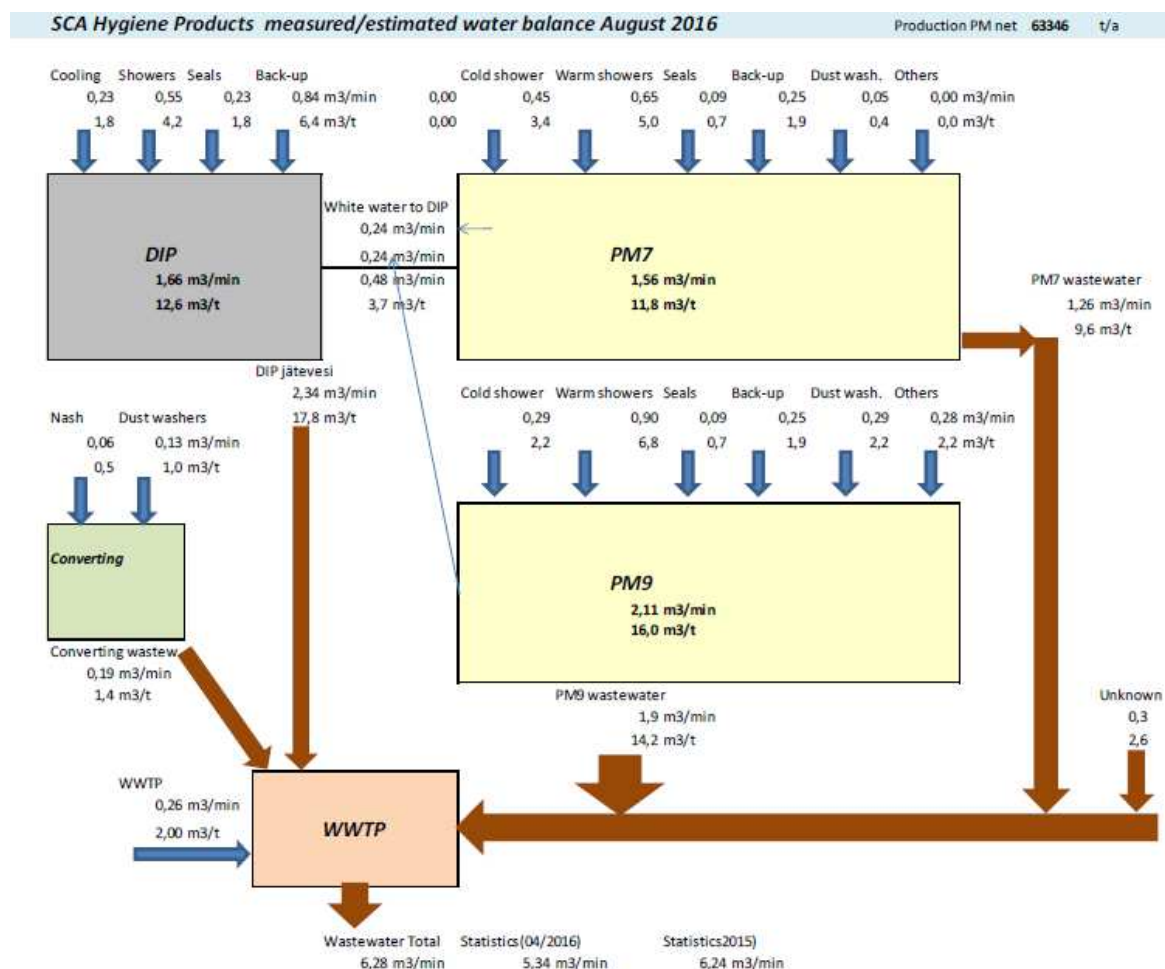 SCA Hygiene Products measured/estimated water balance August 2016 Production PM net 63346 t/a
Cooling Showers Seals Back-up Cold shower Warm showers Seals Back-up Dust wash. Others
0,23 0,55 0,23 0,84 m3/min 0,00 0,45 0,65 0,09 0,25 0,05 0,00 m3/min
1,8 4,2 1,8 6,4 m3/t 0,00 3,4 5,0 0,7 1,9 0,4 0,0 m3/t
White water to DIP
0,24 m3/min
DIP 0,24 m3/min PM7
1,66 m3/min 0,48 m3/min 1,56 m3/min PM7 wastewater
12,6 m3/t 3,7 m3/t 11,8 m3/t 1,26 m3/min
9,6 m3/t
DIP jätevesi
2,34 m3/min Cold shower Warm showers Seals Back-up Dust wash. Others
Nash Dust washers 17,8 m3/t 0,29 0,90 0,09 0,25 0,29 0,28 m3/min
0,06 0,13 m3/min 2,2 6,8 0,7 1,9 2,2 2,2 m3/t
0,5 1,0 m3/t
Converting
PM9
2,11 m3/min
16,0 m3/t
Converting wastew.
0,19 m3/min
1,4 m3/t
PM9 wastewater Unknown
1,9 m3/min 0,3
14,2 m3/t 2,6
WWTP
0,26 m3/min
2,00 m3/t
WWTP
Wastewater Total Statistics(04/2016) Statistics2015)
6,28 m3/min 5,34 m3/min 6,24 m3/min